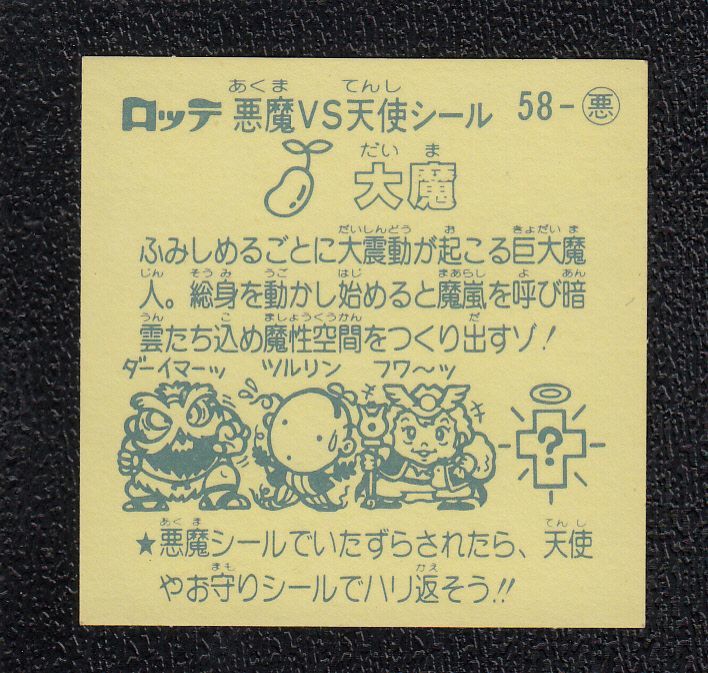 あくま てんし
ロッテ 悪魔VS天使シール 58-悪
だいま
大魔
だいしんどう お きょだいま
ふみしめるごとに大震動が起こる巨大魔
じん そうみ うご はじ まあらし よ あん
人。総身を動かし始めると魔嵐を呼び暗
うん こ ましょうくうかん だ
雲たち込め魔性空間をつくり出すゾ!
ダーイマーッ ツルリン フワ〜ッ
?
あくま てんし
★悪魔シールでいたずらされたら、天使
まも かえ
やお守りシールでハリ返そう!!